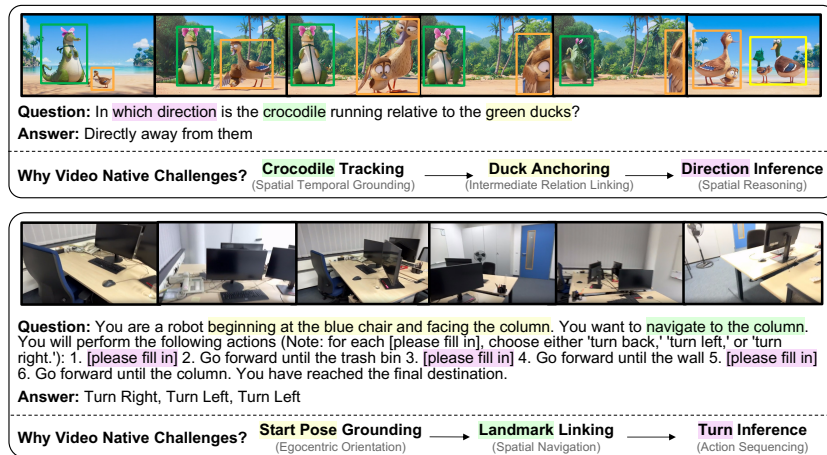 Question: In which direction is the crocodile running relative to the green ducks?
Answer: Directly away from them
Why Video Native Challenges? Crocodile Tracking Duck Anchoring Direction Inference
(Spatial Temporal Grounding) (Intermediate Relation Linking) (Spatial Reasoning)
Question: You are a robot beginning at the blue chair and facing the column. You want to navigate to the column.
You will perform the following actions (Note: for each [please fill in], choose either 'turn back,' 'turn left,' or 'turn
right.'): 1. [please fill in] 2. Go forward until the trash bin 3. [please fill in] 4. Go forward until the wall 5. [please fill in]
6. Go forward until the column. You have reached the final destination.
Answer: Turn Right, Turn Left, Turn Left
Why Video Native Challenges? Start Pose Grounding Landmark Linking Turn Inference
(Egocentric Orientation) (Spatial Navigation) (Action Sequencing)